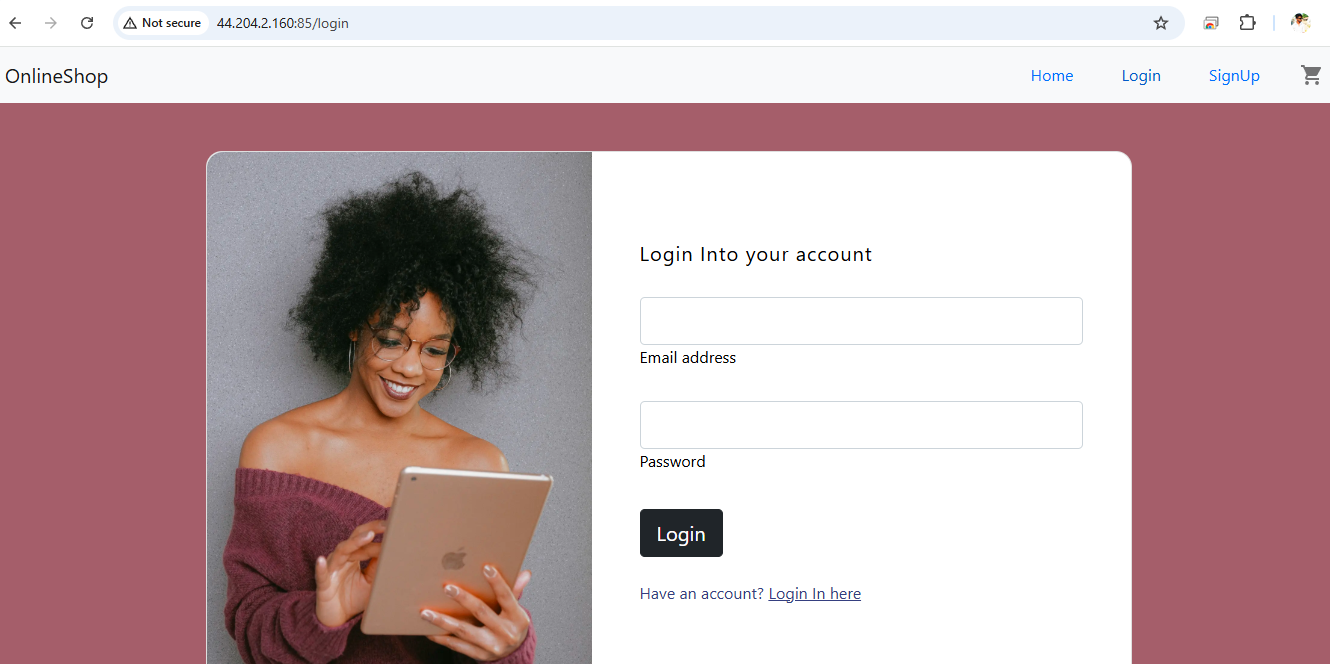 Not secure 44.204.2.160:85/login
OnlineShop Home Login SignUp
Login Into your account
Email address
Password
Login
Have an account? Login In here